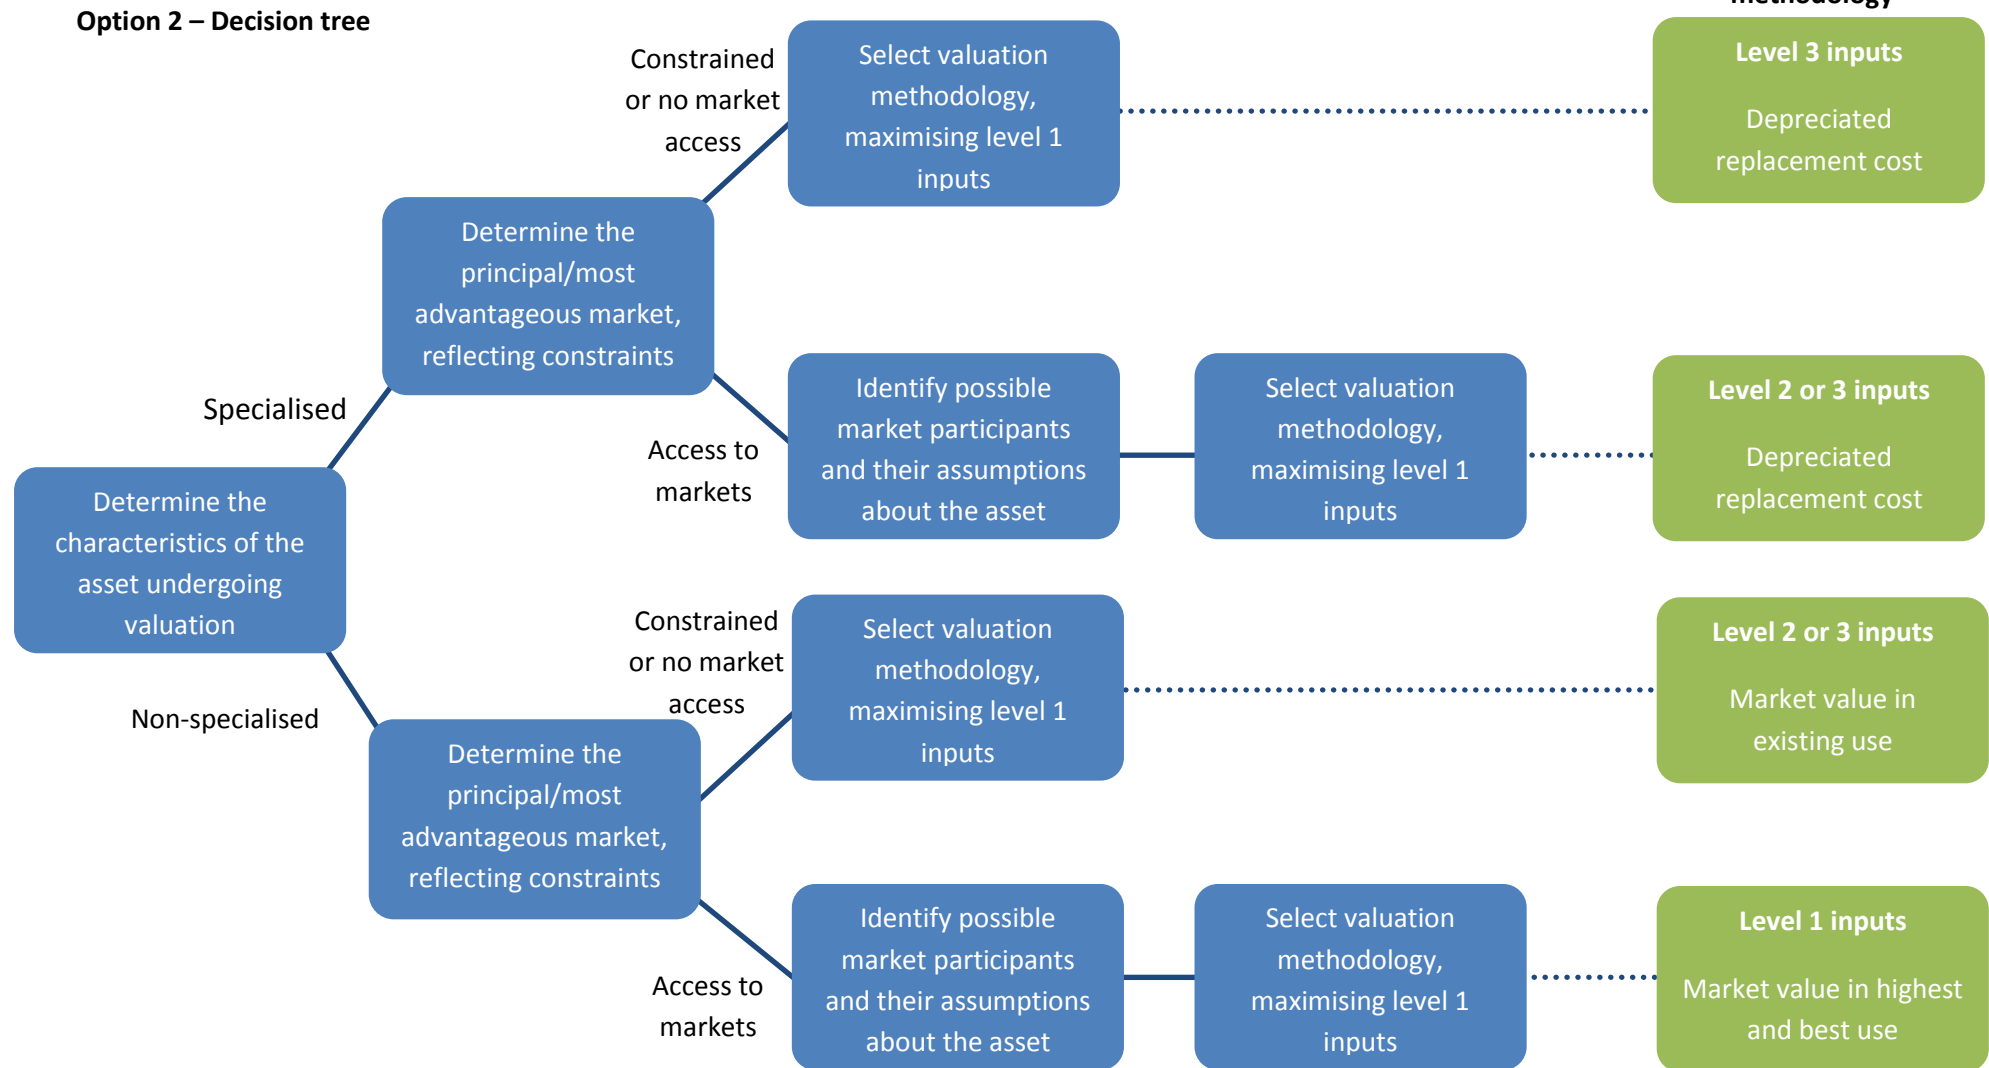 methodology
Option 2 – Decision tree
Constrained
or no market
access
Select valuation
methodology,
maximising level 1
inputs
Level 3 inputs
Depreciated
replacement cost
Determine the
principal/most
advantageous market,
reflecting constraints
Specialised
Access to
markets
Identify possible
market participants
and their assumptions
about the asset
Select valuation
methodology,
maximising level 1
inputs
Level 2 or 3 inputs
Depreciated
replacement cost
Determine the
characteristics of the
asset undergoing
valuation
Non-specialised
Constrained
or no market
access
Select valuation
methodology,
maximising level 1
inputs
Level 2 or 3 inputs
Market value in
existing use
Determine the
principal/most
advantageous market,
reflecting constraints
Access to
markets
Identify possible
market participants
and their assumptions
about the asset
Select valuation
methodology,
maximising level 1
inputs
Level 1 inputs
Market value in highest
and best use